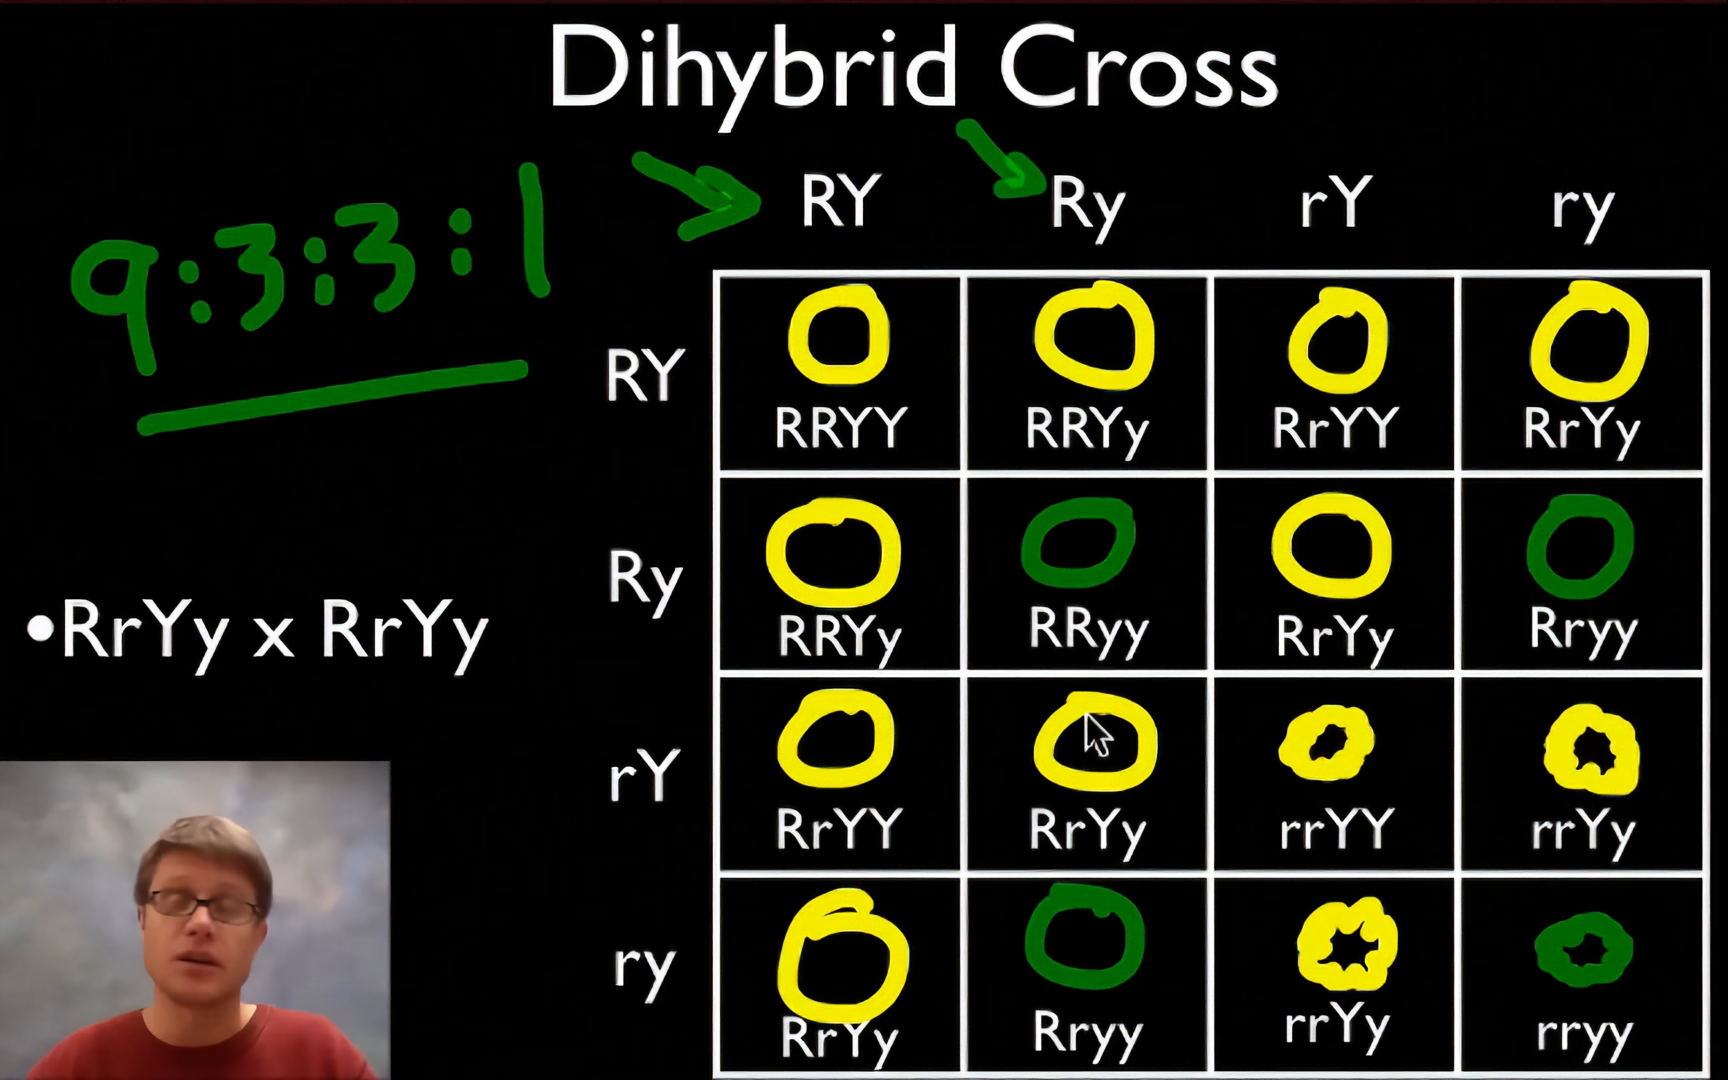 Dihybrid Cross
9:3:3:1
RY Ry rY ry
RY
RRYY RRYy RrYY RrYy
Ry
RRYy RRyy RrYy Rryy
•RrYy x RrYy
rY
RrYY RrYy rrYY rrYy
ry
RrYy Rryy rrYy rryy